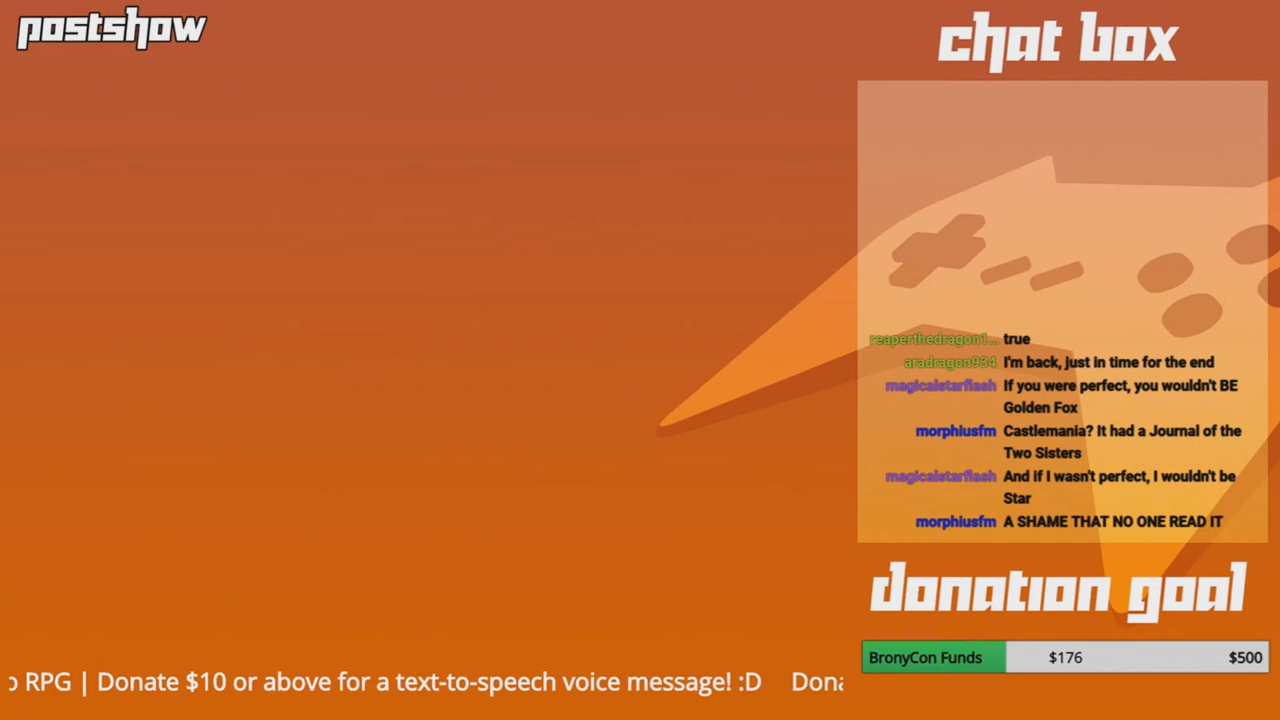 postshow
chat box
reaperthedragon1... true
aradragon934 I'm back, just in time for the end
magicalstarflash If you were perfect, you wouldn't BE
Golden Fox
morphiusfm Castlemania? It had a Journal of the
Two Sisters
magicalstarflash And if I wasn't perfect, I wouldn't be
Star
morphiusfm A SHAME THAT NO ONE READ IT
donation goal
BronyCon Funds $176 $500
o RPG | Donate $10 or above for a text-to-speech voice message! :D Dona